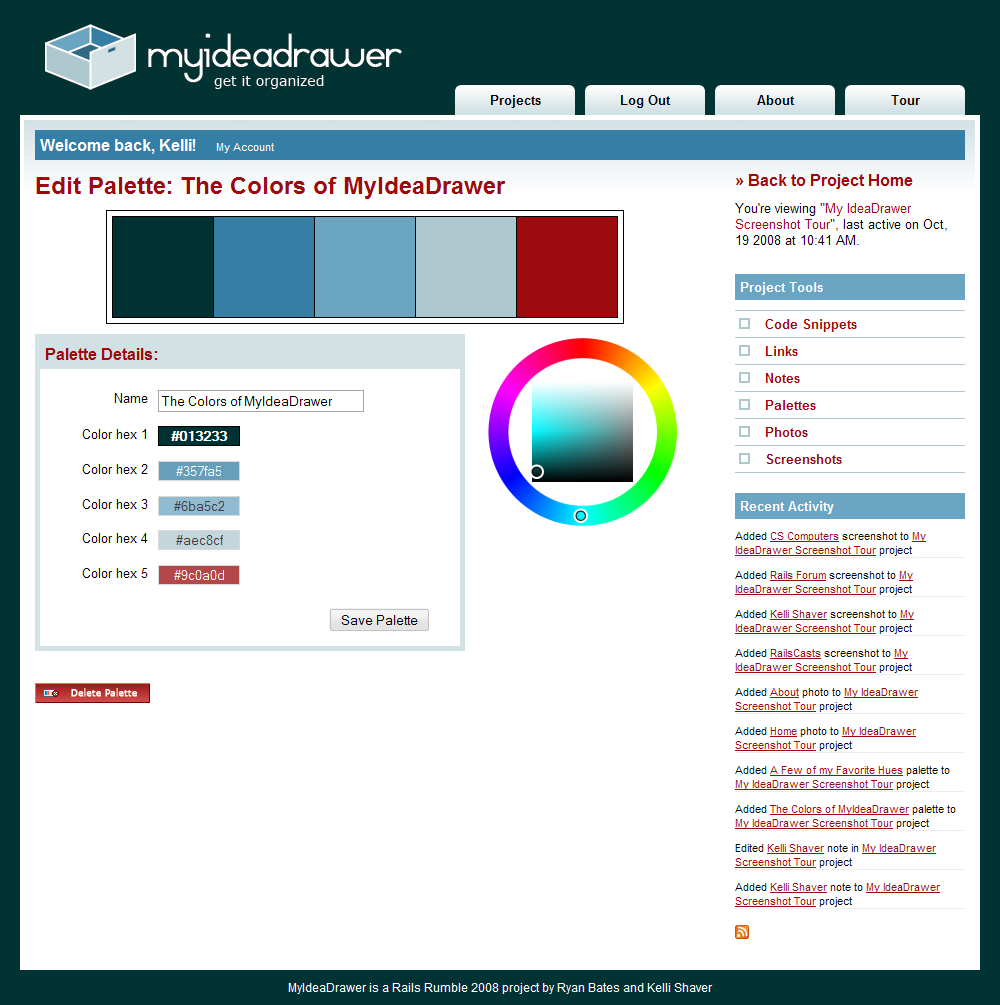 myideadrawer
get it organized
Projects
Log Out
About
Tour
Welcome back, Kelli!
My Account
Edit Palette: The Colors of MyIdeaDrawer
Palette Details:
Name
The Colors of MyIdeaDrawer
Color hex 1
#013233
Color hex 2
#357fa5
Color hex 3
#6ba5c2
Color hex 4
#aec8cf
Color hex 5
#9c0a0d
Save Palette
Delete Palette
» Back to Project Home
You're viewing "My IdeaDrawer
Screenshot Tour", last active on Oct,
19 2008 at 10:41 AM.
Project Tools
Code Snippets
Links
Notes
Palettes
Photos
Screenshots
Recent Activity
Added CS Computers screenshot to My
IdeaDrawer Screenshot Tour project
Added Rails Forum screenshot to My
IdeaDrawer Screenshot Tour project
Added Kelli Shaver screenshot to My
IdeaDrawer Screenshot Tour project
Added RailsCasts screenshot to My
IdeaDrawer Screenshot Tour project
Added About photo to My IdeaDrawer
Screenshot Tour project
Added Home photo to My IdeaDrawer
Screenshot Tour project
Added A Few of my Favorite Hues palette to
My IdeaDrawer Screenshot Tour project
Added The Colors of MyIdeaDrawer palette to
My IdeaDrawer Screenshot Tour project
Edited Kelli Shaver note in My IdeaDrawer
Screenshot Tour project
Added Kelli Shaver note to My IdeaDrawer
Screenshot Tour project
MyIdeaDrawer is a Rails Rumble 2008 project by Ryan Bates and Kelli Shaver